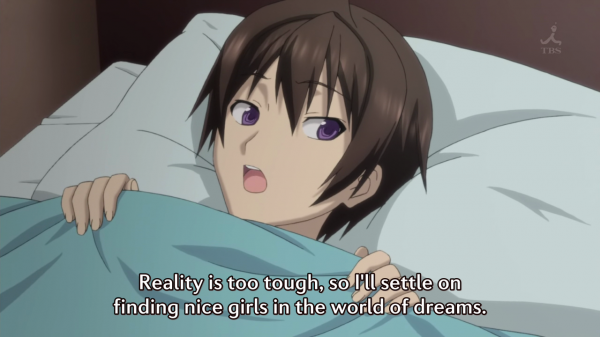 TBS
Reality is too tough, so I'll settle on
finding nice girls in the world of dreams.